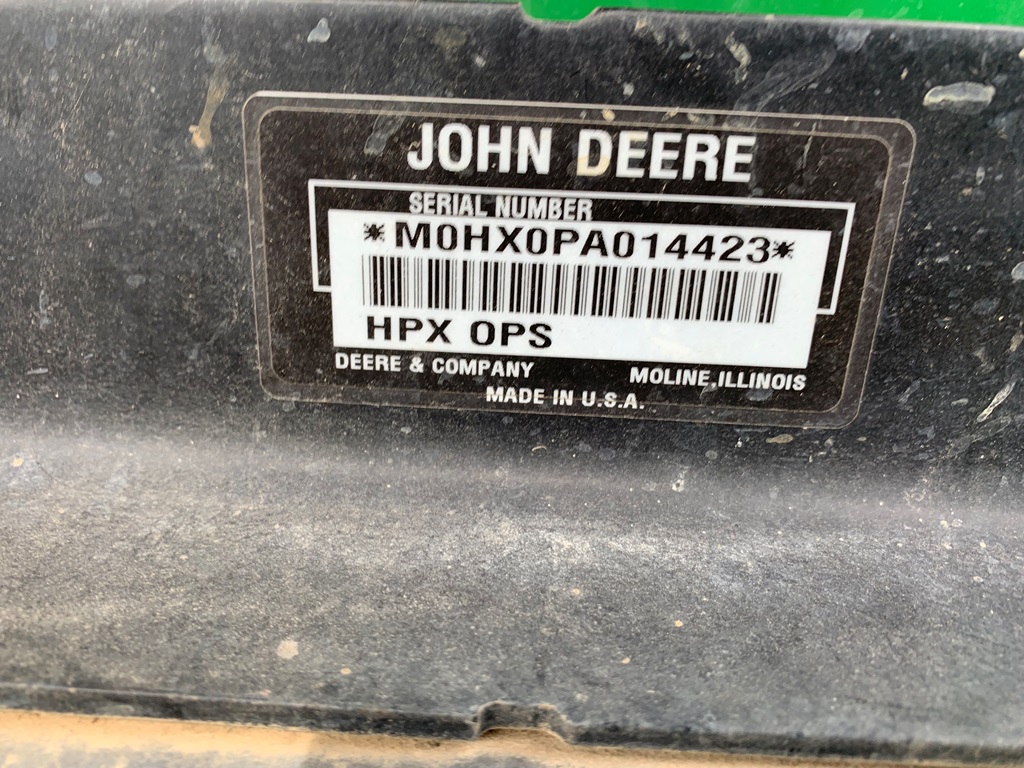 JOHN DEERE
SERIAL NUMBER
*M0HX0PA014423*
HPX OPS
DEERE & COMPANY MOLINE,ILLINOIS
MADE IN U.S.A.